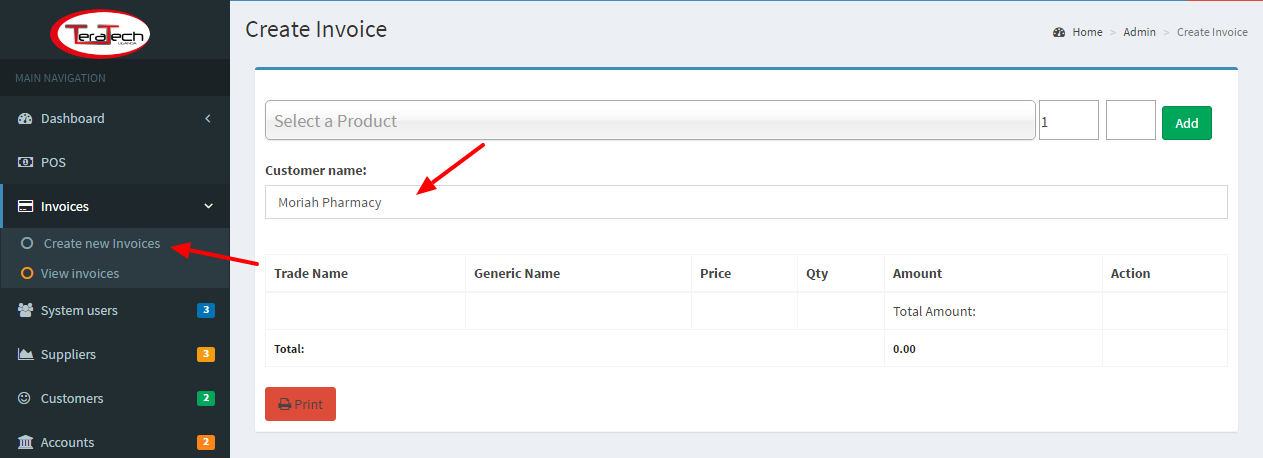 TeraTech
UGANDA
MAIN NAVIGATION
Dashboard
POS
Invoices
Create new Invoices
View invoices
System users 3
Suppliers 3
Customers 2
Accounts 2
Create Invoice
Home > Admin > Create Invoice
Select a Product 1 Add
Customer name:
Moriah Pharmacy
Trade Name Generic Name Price Qty Amount Action
Total Amount:
Total: 0.00
Print